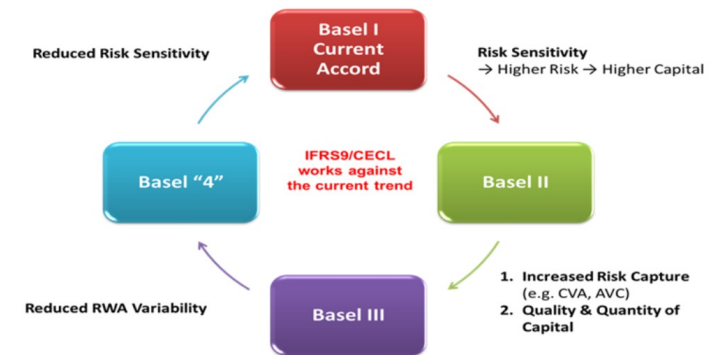 Basel I
Current
Accord
Reduced Risk Sensitivity
Risk Sensitivity
→ Higher Risk → Higher Capital
IFRS9/CECL
works against
the current trend
Basel “4”
Basel II
1. Increased Risk Capture
(e.g. CVA, AVC)
2. Quality & Quantity of
Capital
Reduced RWA Variability
Basel III